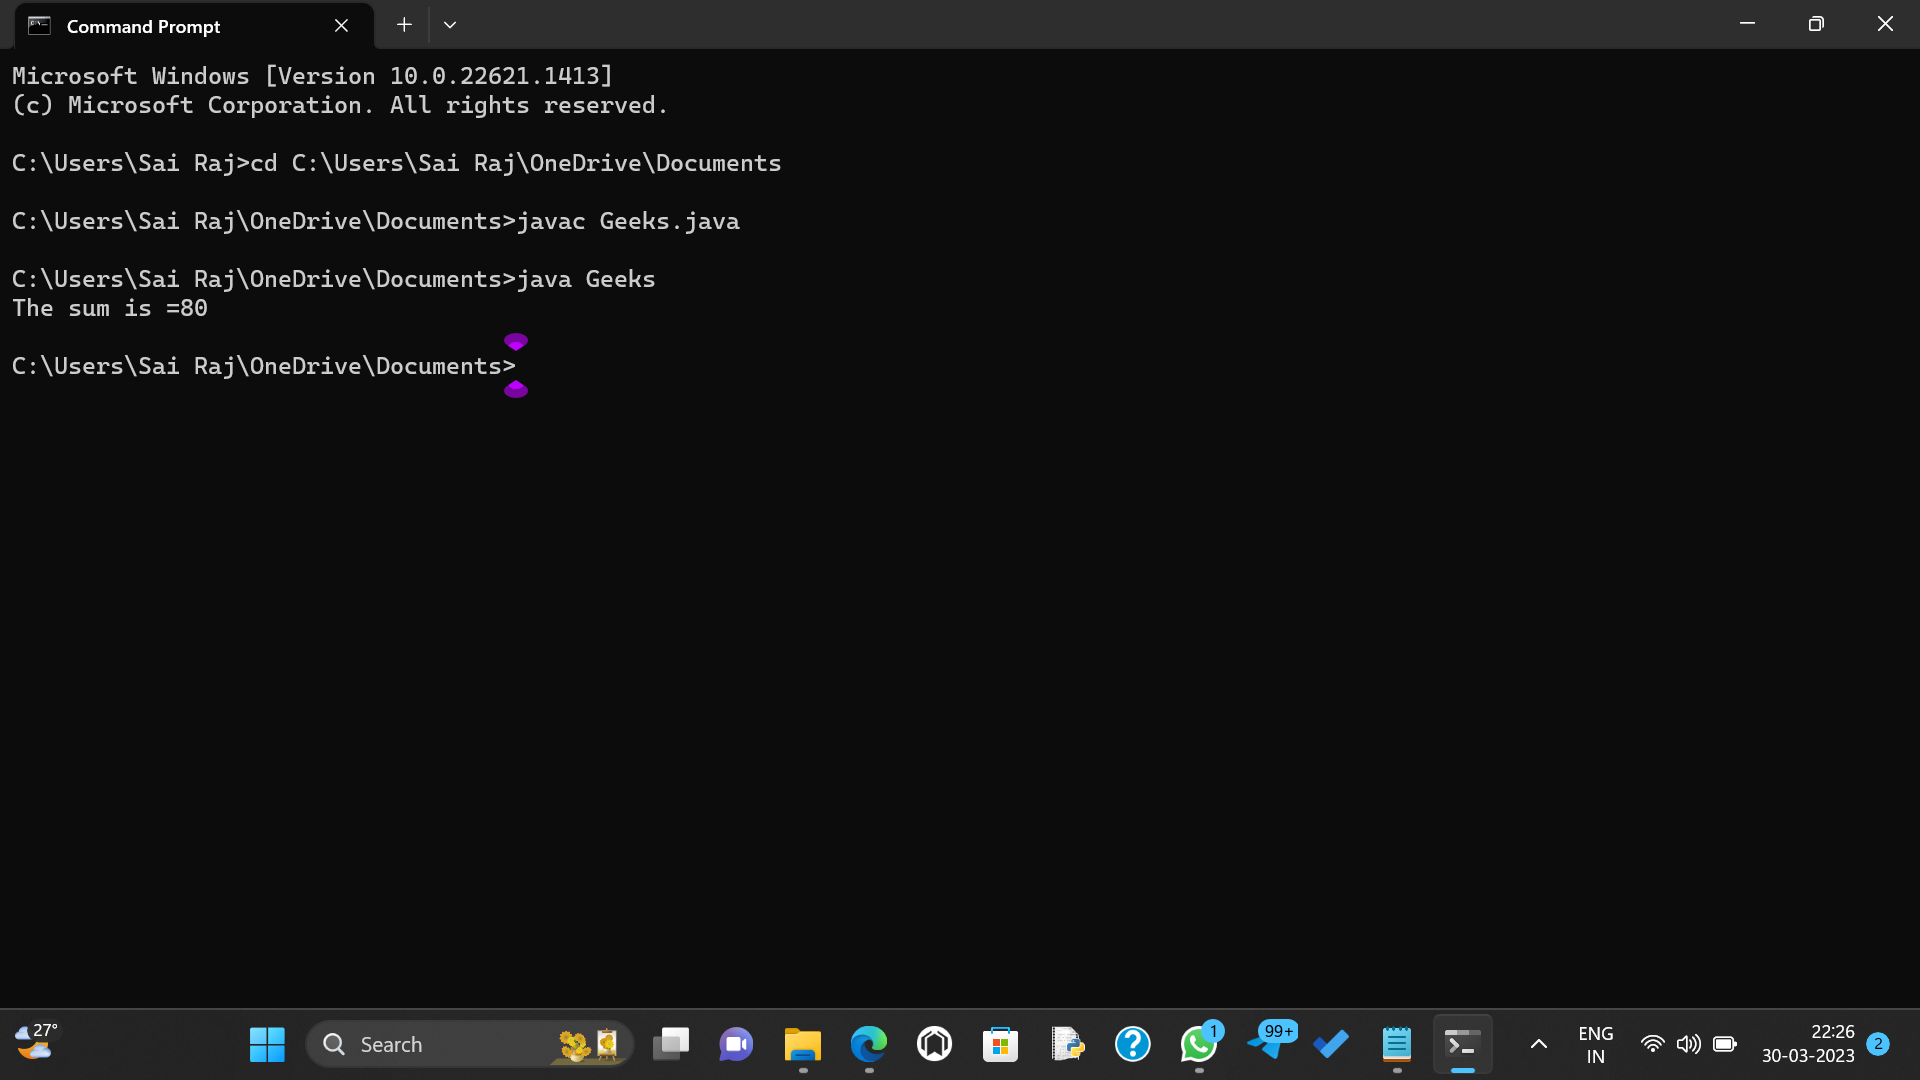 Command Prompt
Microsoft Windows [Version 10.0.22621.1413]
(c) Microsoft Corporation. All rights reserved.
C:\Users\Sai Raj>cd C:\Users\Sai Raj\OneDrive\Documents
C:\Users\Sai Raj\OneDrive\Documents>javac Geeks.java
C:\Users\Sai Raj\OneDrive\Documents>java Geeks
The sum is =80
C:\Users\Sai Raj\OneDrive\Documents>
27°
Search
1
99+
ENG
IN
22:26
30-03-2023
2